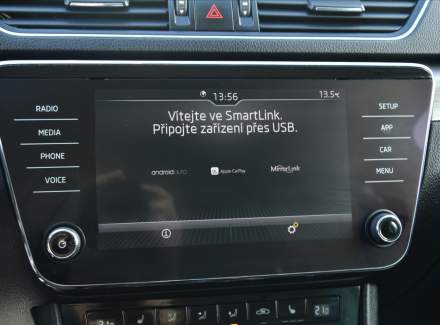 13:56
13.5°C
Vítejte ve SmartLink.
Připojte zařízení přes USB.
androidauto
Apple CarPlay
MirrorLink
RADIO
MEDIA
PHONE
VOICE
SETUP
APP
CAR
MENU